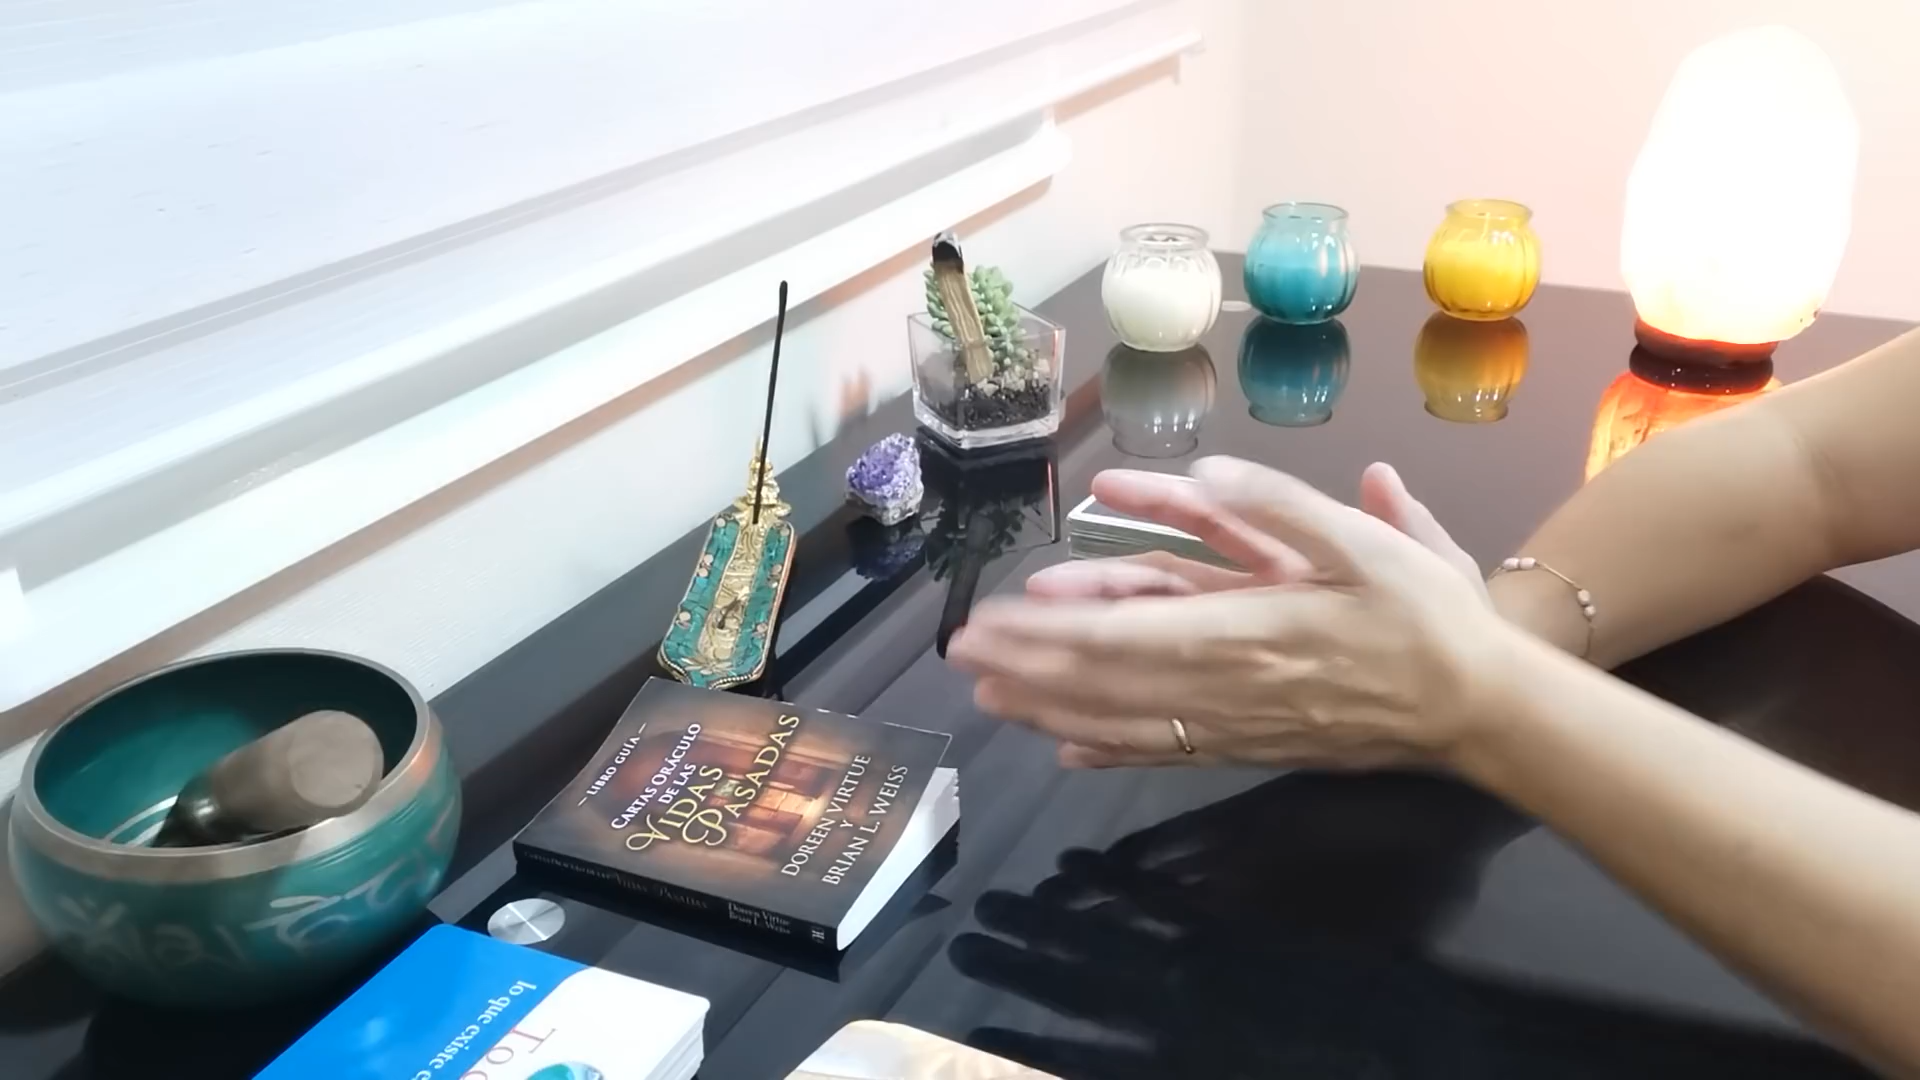 — LIBRO GUÍA —
CARTAS ORÁCULO
DE LAS
VIDAS
PASADAS
DOREEN VIRTUE
Y
BRIAN L. WEISS
Doreen Virtue
Brian L. Weiss
lo que existe